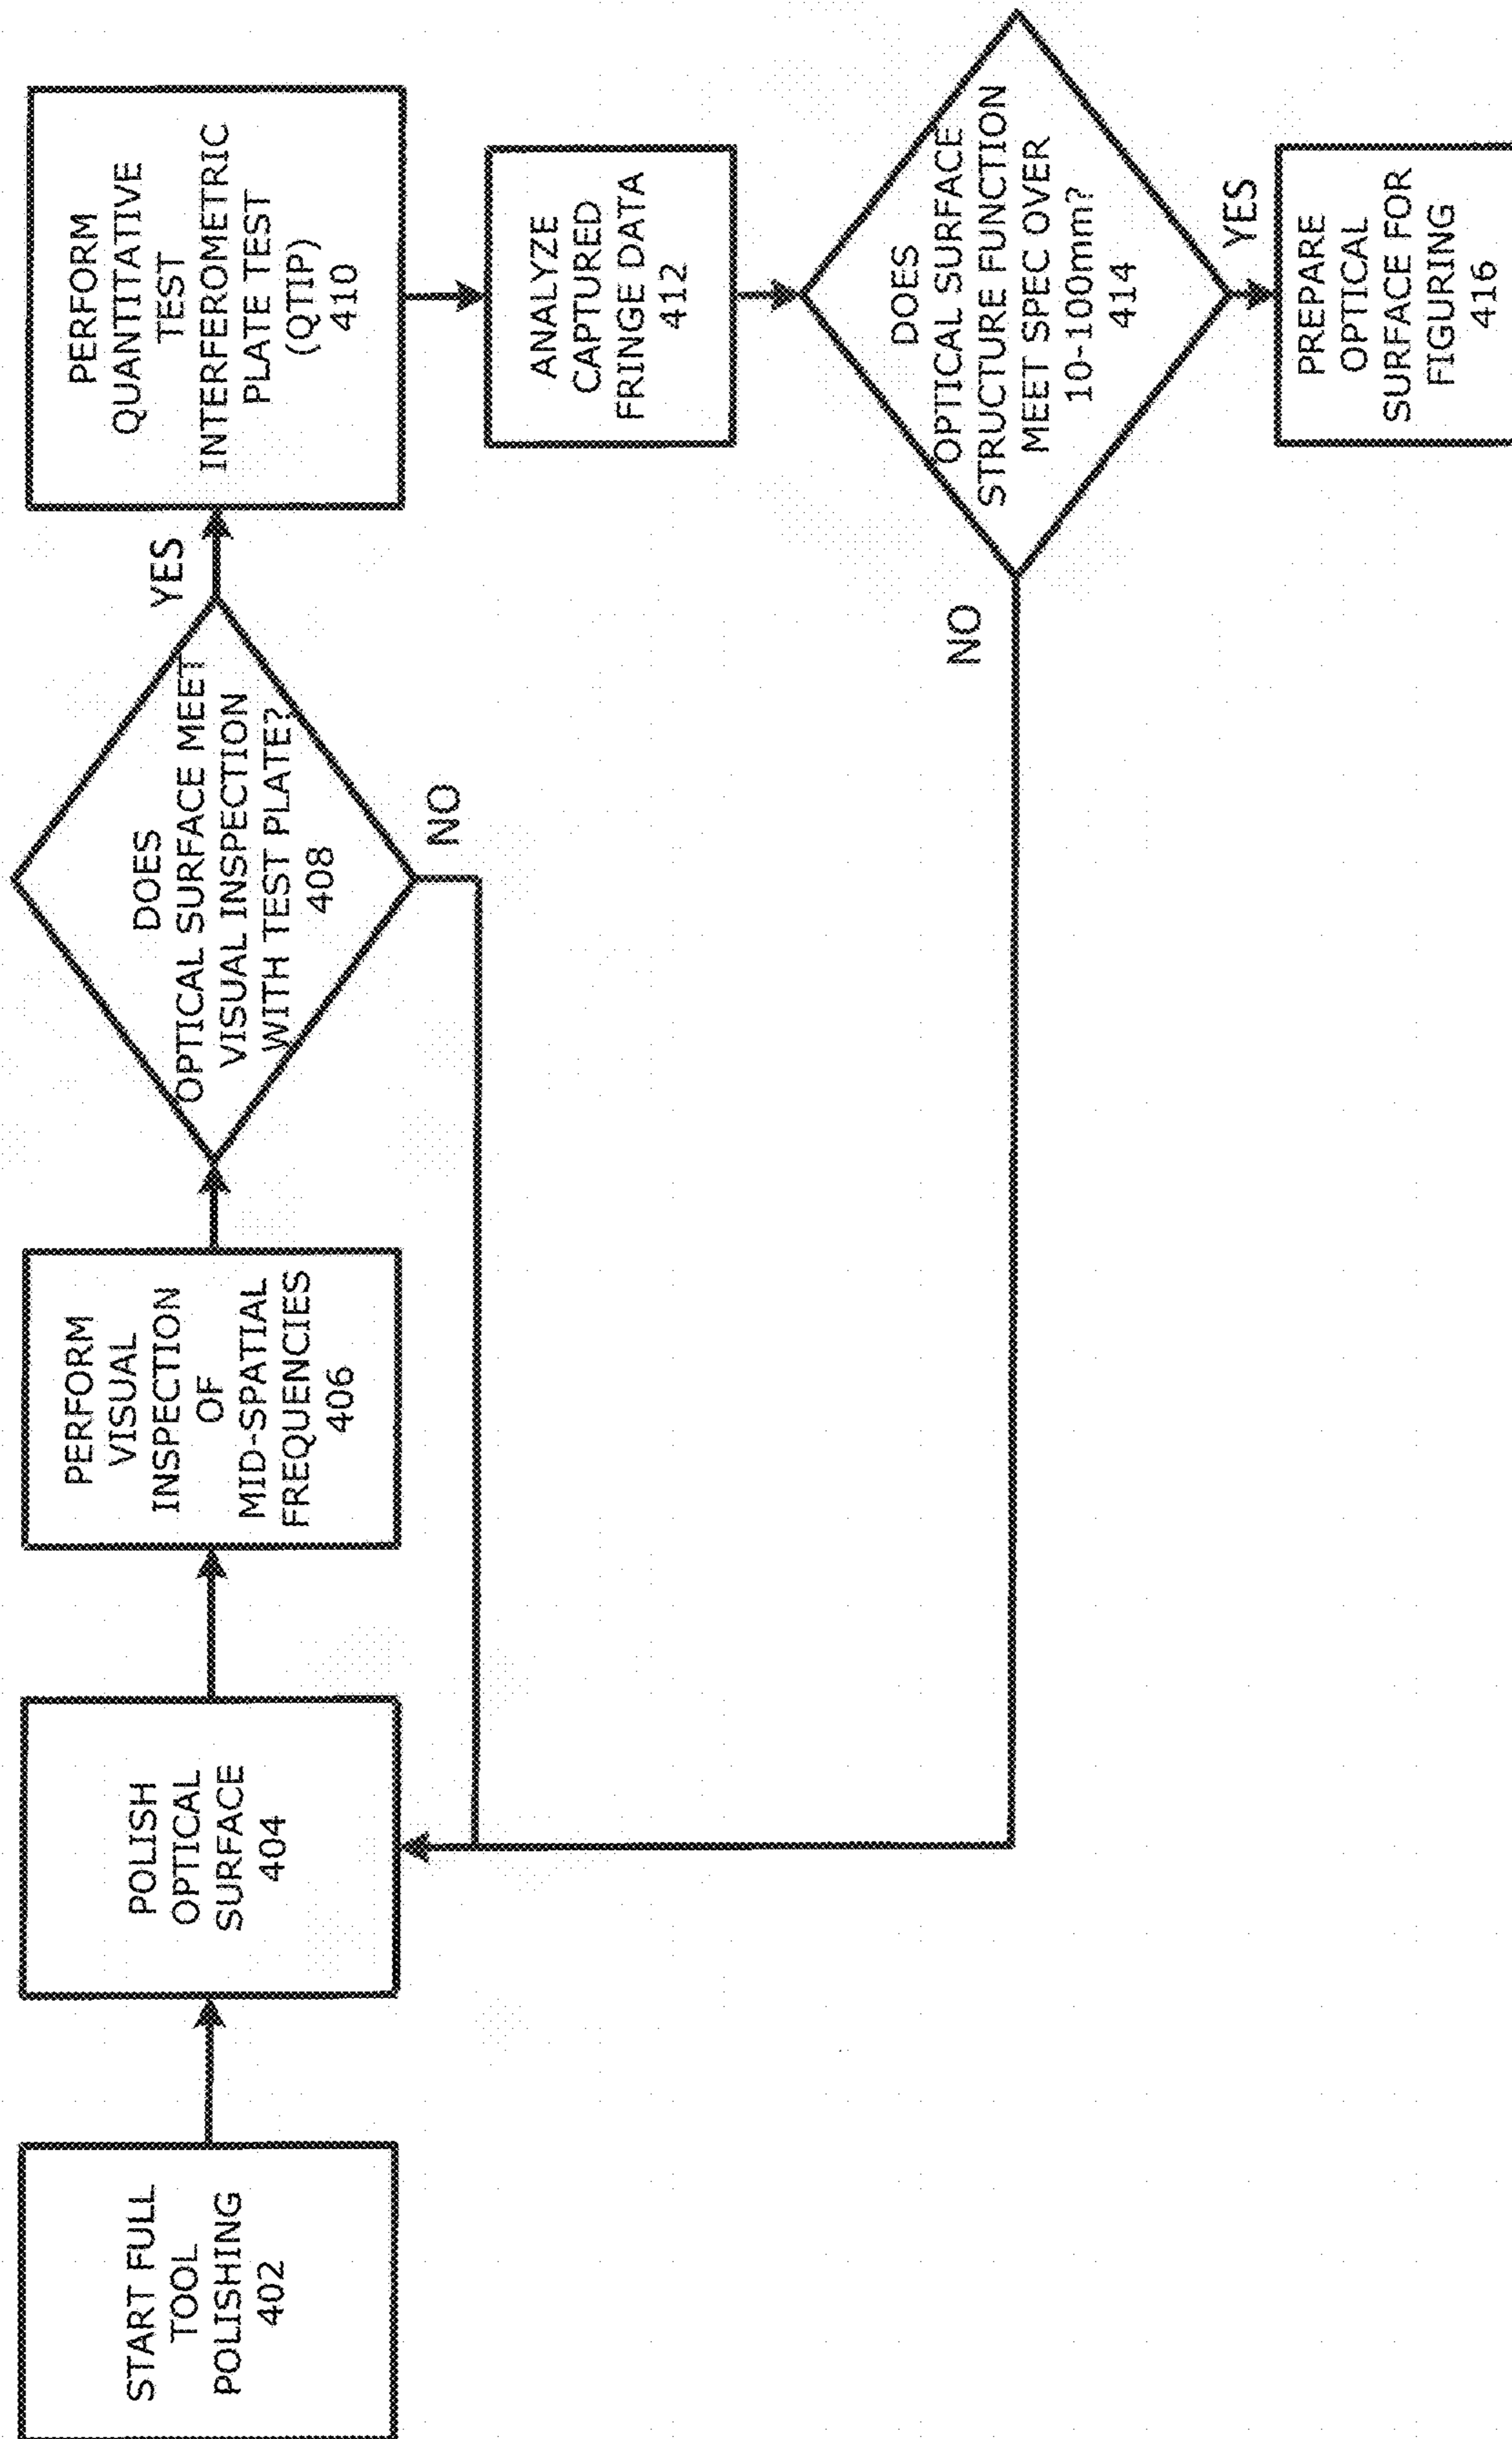 START FULL
TOOL
POLISHING
402
POLISH
OPTICAL
SURFACE
404
PERFORM
VISUAL
INSPECTION
OF
MID-SPATIAL
FREQUENCIES
406
DOES
OPTICAL SURFACE MEET
VISUAL INSPECTION
WITH TEST PLATE?
408
YES
NO
PERFORM
QUANTITATIVE
TEST
INTERFEROMETRIC
PLATE TEST
(QTIP)
410
ANALYZE
CAPTURED
FRINGE DATA
412
DOES
OPTICAL SURFACE
STRUCTURE FUNCTION
MEET SPEC OVER
10-100mm?
414
NO
YES
PREPARE
OPTICAL
SURFACE FOR
FIGURING
416